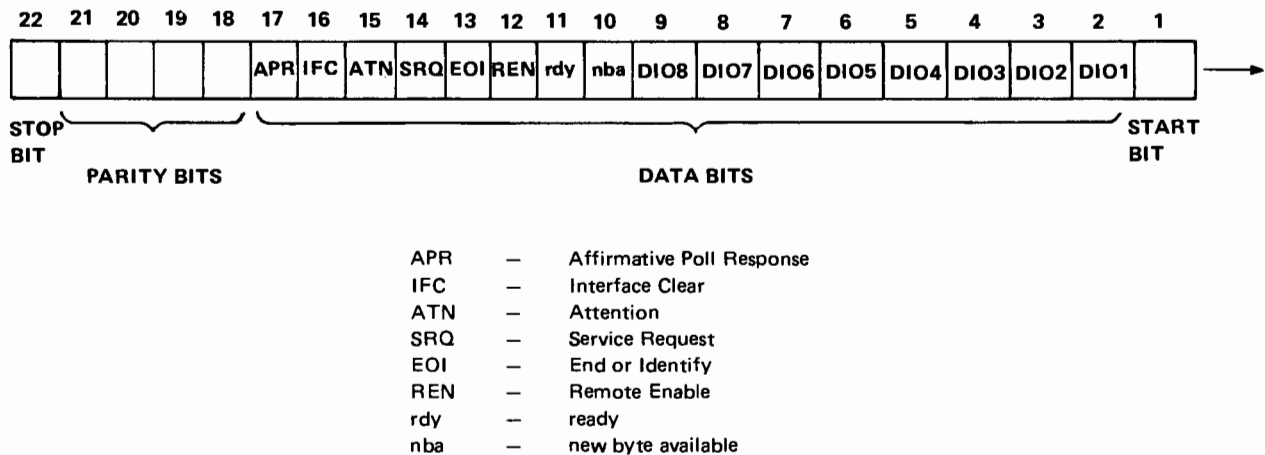 22 21 20 19 18 17 16 15 14 13 12 11 10 9 8 7 6 5 4 3 2 1
APR IFC ATN SRQ EOI REN rdy nba DIO8 DIO7 DIO6 DIO5 DIO4 DIO3 DIO2 DIO1
STOP BIT
START BIT
PARITY BITS
DATA BITS
APR – Affirmative Poll Response
IFC – Interface Clear
ATN – Attention
SRQ – Service Request
EOI – End or Identify
REN – Remote Enable
rdy – ready
nba – new byte available